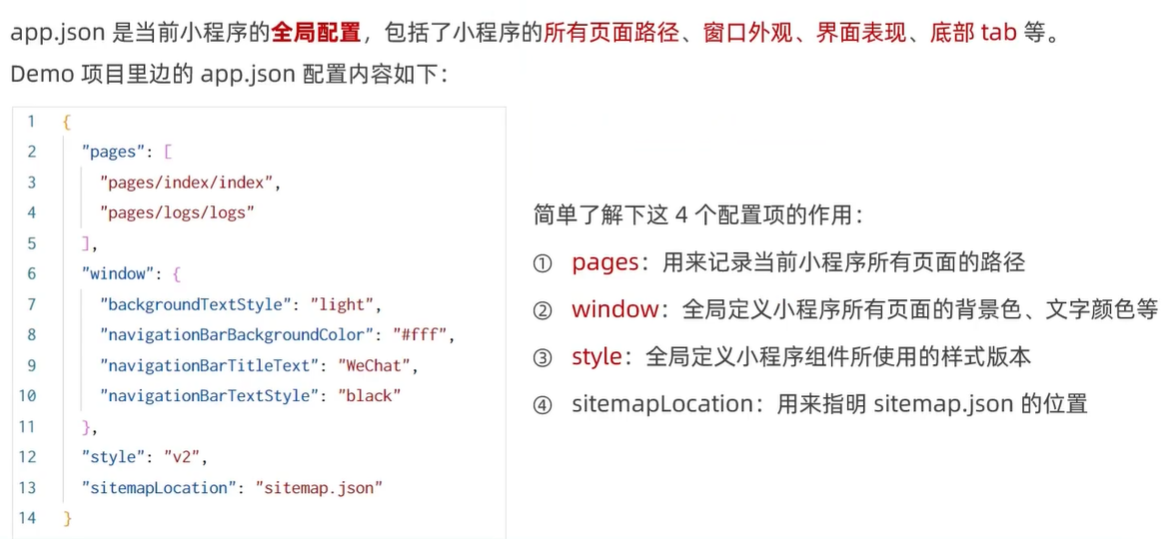 app.json 是当前小程序的全局配置，包括了小程序的所有页面路径、窗口外观、界面表现、底部 tab 等。
Demo 项目里边的 app.json 配置内容如下：
1 {
2 "pages": [
3 "pages/index/index",
4 "pages/logs/logs"
5 ],
6 "window": {
7 "backgroundTextStyle": "light",
8 "navigationBarBackgroundColor": "#fff",
9 "navigationBarTitleText": "WeChat",
10 "navigationBarTextStyle": "black"
11 },
12 "style": "v2",
13 "sitemapLocation": "sitemap.json"
14 }
简单了解下这 4 个配置项的作用：
① pages：用来记录当前小程序所有页面的路径
② window：全局定义小程序所有页面的背景色、文字颜色等
③ style：全局定义小程序组件所使用的样式版本
④ sitemapLocation：用来指明 sitemap.json 的位置